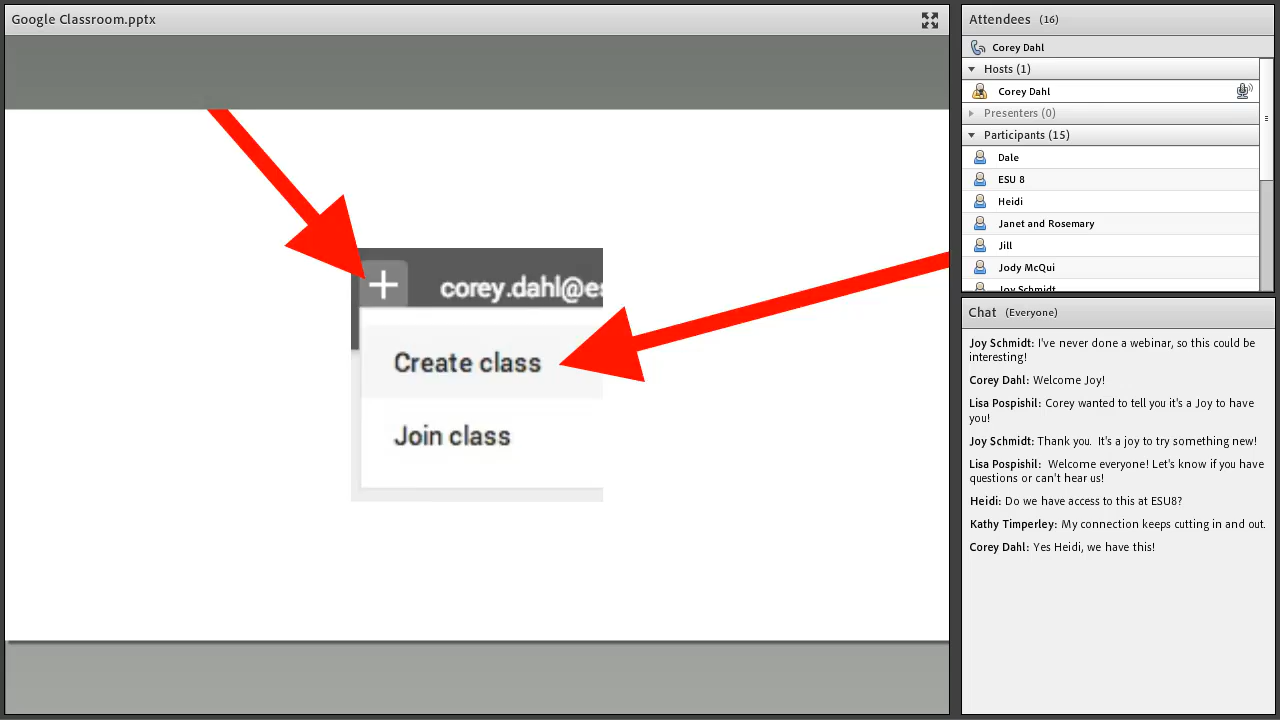 Google Classroom.pptx
corey.dahl@es
Create class
Join class
Attendees (16)
Corey Dahl
Hosts (1)
Corey Dahl
Presenters (0)
Participants (15)
Dale
ESU 8
Heidi
Janet and Rosemary
Jill
Jody McQui
Joy Schmidt
Chat (Everyone)
Joy Schmidt: I've never done a webinar, so this could be
interesting!
Corey Dahl: Welcome Joy!
Lisa Pospishil: Corey wanted to tell you it's a Joy to have
you!
Joy Schmidt: Thank you. It's a joy to try something new!
Lisa Pospishil: Welcome everyone! Let's know if you have
questions or can't hear us!
Heidi: Do we have access to this at ESU8?
Kathy Timperley: My connection keeps cutting in and out.
Corey Dahl: Yes Heidi, we have this!